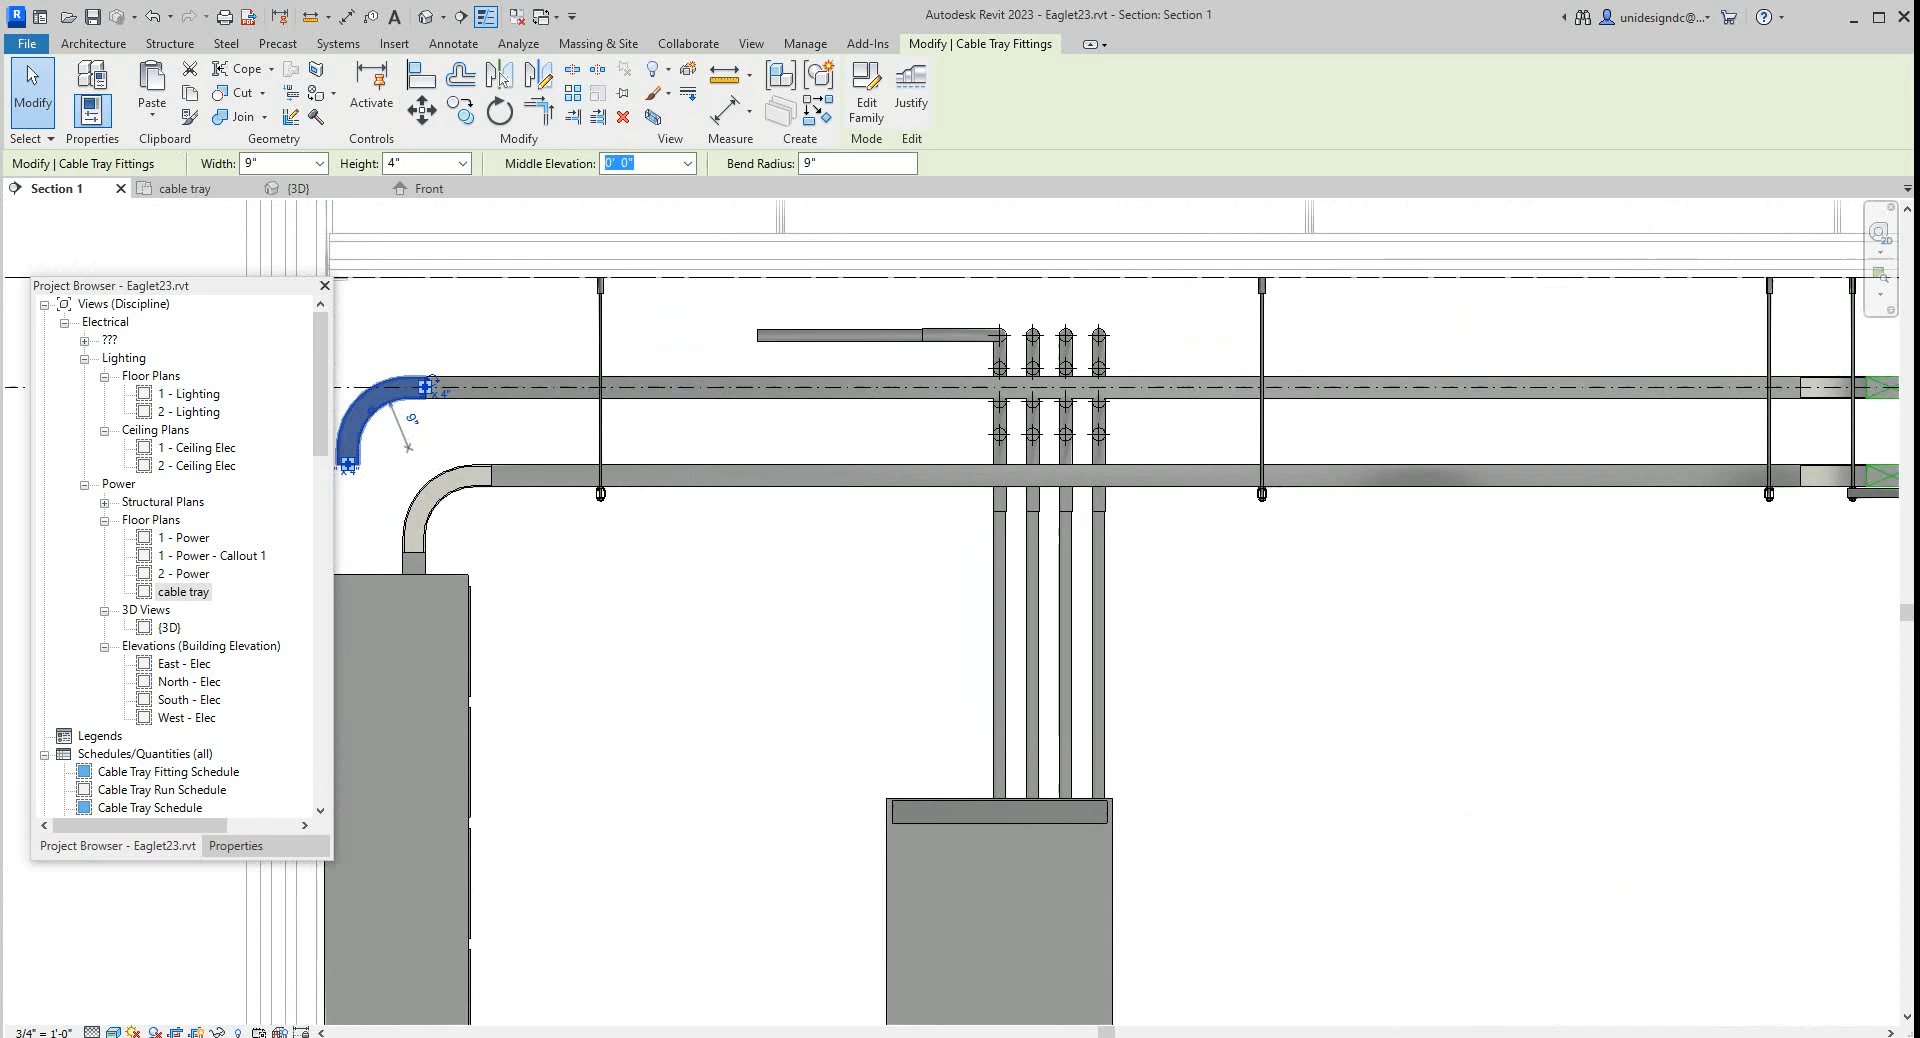 Autodesk Revit 2023 - Eaglet23.rvt - Section: Section 1
unidesigndc@...
File Architecture Structure Steel Precast Systems Insert Annotate Analyze Massing & Site Collaborate View Manage Add-Ins Modify | Cable Tray Fittings
Modify
Paste
Cope
Cut
Join
Activate
Edit
Family
Justify
Select Properties Clipboard Geometry Controls Modify View Measure Create Mode Edit
Modify | Cable Tray Fittings Width: 9" Height: 4" Middle Elevation: 0' 0" Bend Radius: 9"
Section 1 cable tray {3D} Front
2D
Project Browser - Eaglet23.rvt
Views (Discipline)
Electrical
???
Lighting
Floor Plans
1 - Lighting
2 - Lighting
Ceiling Plans
1 - Ceiling Elec
2 - Ceiling Elec
Power
Structural Plans
Floor Plans
1 - Power
1 - Power - Callout 1
2 - Power
cable tray
3D Views
{3D}
Elevations (Building Elevation)
East - Elec
North - Elec
South - Elec
West - Elec
Legends
Schedules/Quantities (all)
Cable Tray Fitting Schedule
Cable Tray Run Schedule
Cable Tray Schedule
Project Browser - Eaglet23.rvt Properties
x 4"
9"
" x 4"
3/4" = 1'-0"